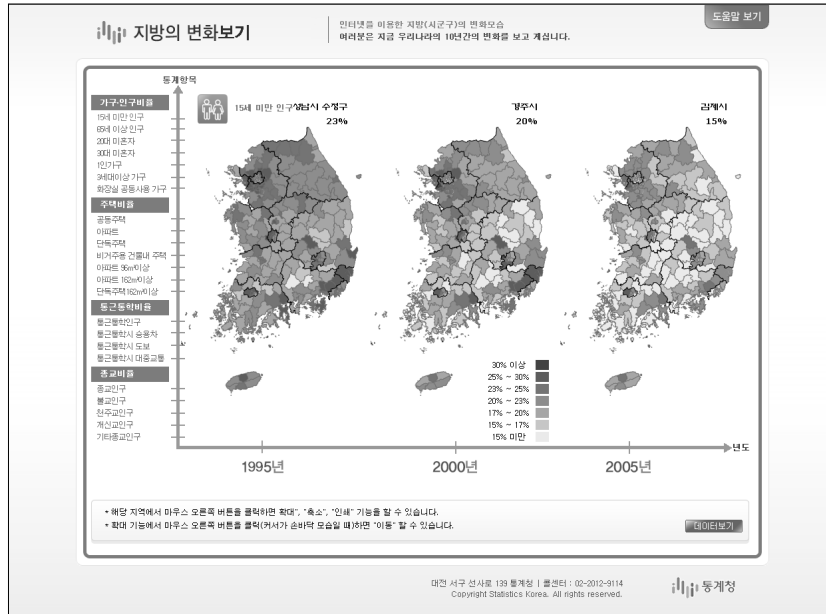 지방의 변화보기
인터넷을 이용한 지방(시군구)의 변화모습
여러분은 지금 우리나라의 10년간의 변화를 보고 계십니다.
도움말 보기
통계항목
가구·인구비율
15세 미만 인구
65세 이상 인구
20대 미혼자
30대 미혼자
1인가구
3세대이상 가구
화장실 공동사용 가구
주택비율
공동주택
아파트
단독주택
비거주용 건물내 주택
아파트 96㎡이상
아파트 162㎡이상
단독주택162㎡이상
통근통학비율
통근통학인구
통근통학시 승용차
통근통학시 도보
통근통학시 대중교통
종교비율
종교인구
불교인구
천주교인구
개신교인구
기타종교인구
15세 미만 인구
성남시 수정구
23%
경주시
20%
김제시
15%
30% 이상
25% ~ 30%
23% ~ 25%
20% ~ 23%
17% ~ 20%
15% ~ 17%
15% 미만
년도
1995년
2000년
2005년
* 해당 지역에서 마우스 오른쪽 버튼을 클릭하면 확대", "축소", "인쇄" 기능을 할 수 있습니다.
* 확대 기능에서 마우스 오른쪽 버튼을 클릭(커서가 손바닥 모습일 때)하면 "이동" 할 수 있습니다.
데이터보기
대전 서구 선사로 139 통계청 | 콜센터 : 02-2012-9114
Copyright Statistics Korea. All rights reserved.
통계청